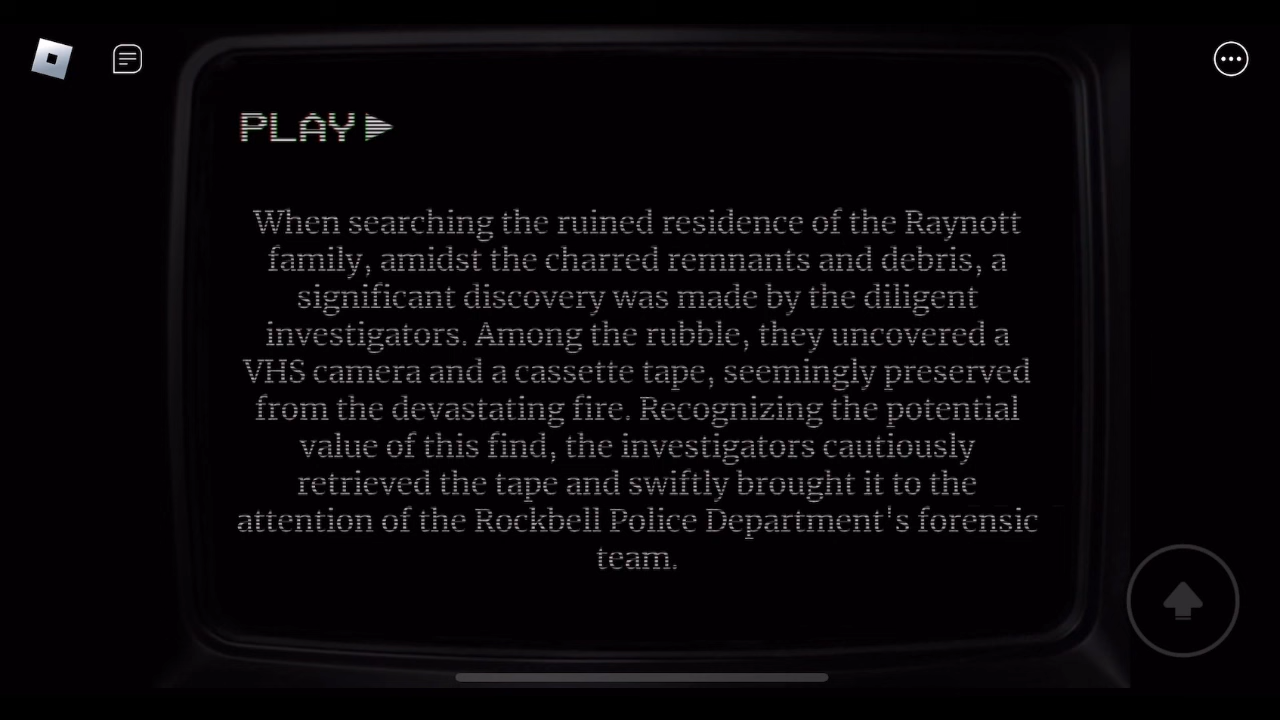 PLAY
When searching the ruined residence of the Raynott
family, amidst the charred remnants and debris, a
significant discovery was made by the diligent
investigators. Among the rubble, they uncovered a
VHS camera and a cassette tape, seemingly preserved
from the devastating fire. Recognizing the potential
value of this find, the investigators cautiously
retrieved the tape and swiftly brought it to the
attention of the Rockbell Police Department's forensic
team.